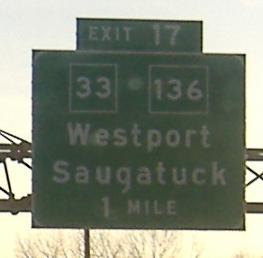 EXIT 17
33 136
Westport
Saugatuck
1 MILE